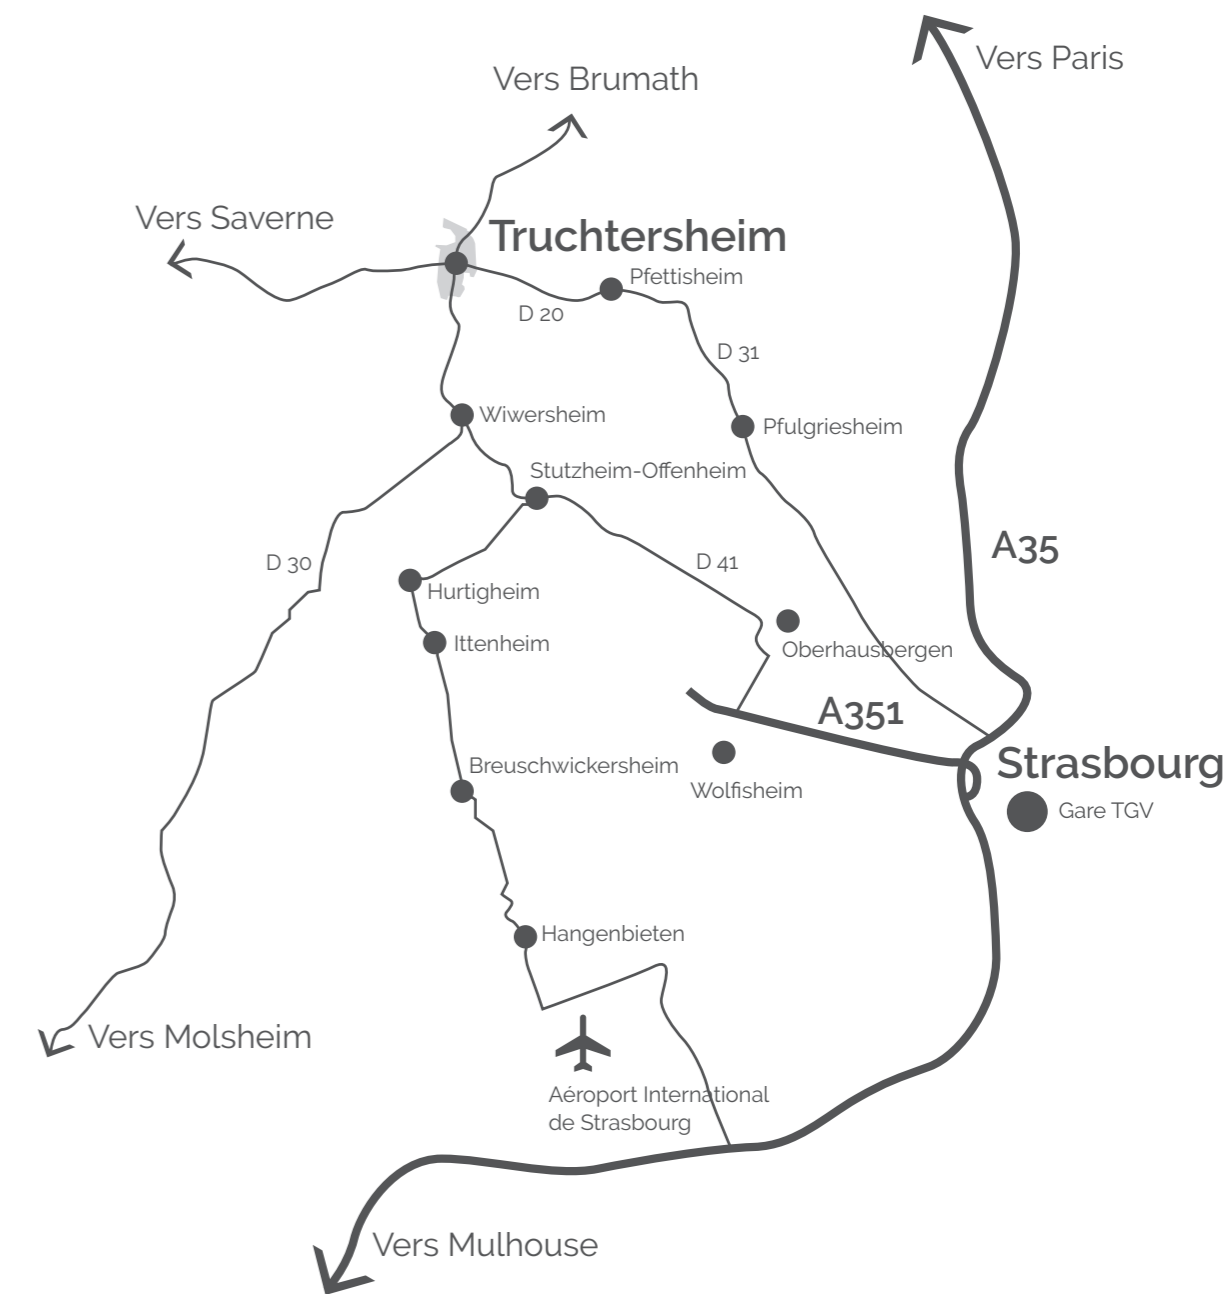 Vers Paris
Vers Brumath
Vers Saverne
Truchtersheim
Pfettisheim
D 20
D 31
Wiwersheim
Pfulgriesheim
Stutzheim-Offenheim
A35
D 30
D 41
Hurtigheim
Ittenheim
Oberhausbergen
A351
Strasbourg
Breuschwickersheim
Wolfisheim
Gare TGV
Hangenbieten
Vers Molsheim
Aéroport International
de Strasbourg
Vers Mulhouse